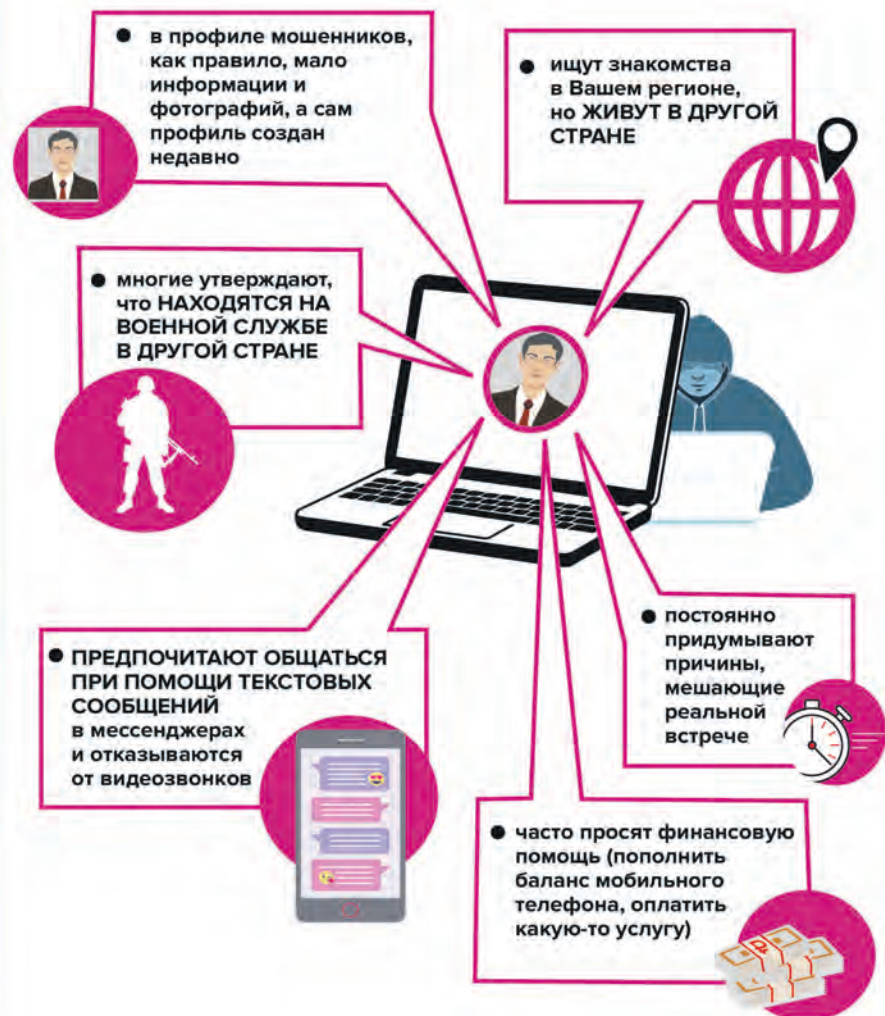 ● в профиле мошенников,
как правило, мало
информации и
фотографий, а сам
профиль создан
недавно
● ищут знакомства
в Вашем регионе,
но ЖИВУТ В ДРУГОЙ
СТРАНЕ
● многие утверждают,
что НАХОДЯТСЯ НА
ВОЕННОЙ СЛУЖБЕ
В ДРУГОЙ СТРАНЕ
● ПРЕДПОЧИТАЮТ ОБЩАТЬСЯ
ПРИ ПОМОЩИ ТЕКСТОВЫХ
СООБЩЕНИЙ
в мессенджерах
и отказываются
от видеозвонков
● постоянно
придумывают
причины,
мешающие
реальной
встрече
● часто просят финансовую
помощь (пополнить
баланс мобильного
телефона, оплатить
какую-то услугу)